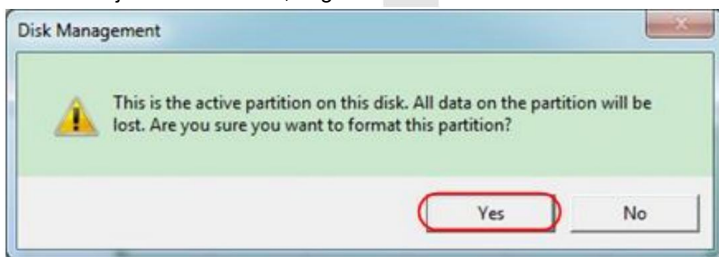 Disk Management
This is the active partition on this disk. All data on the partition will be
lost. Are you sure you want to format this partition?
Yes
No